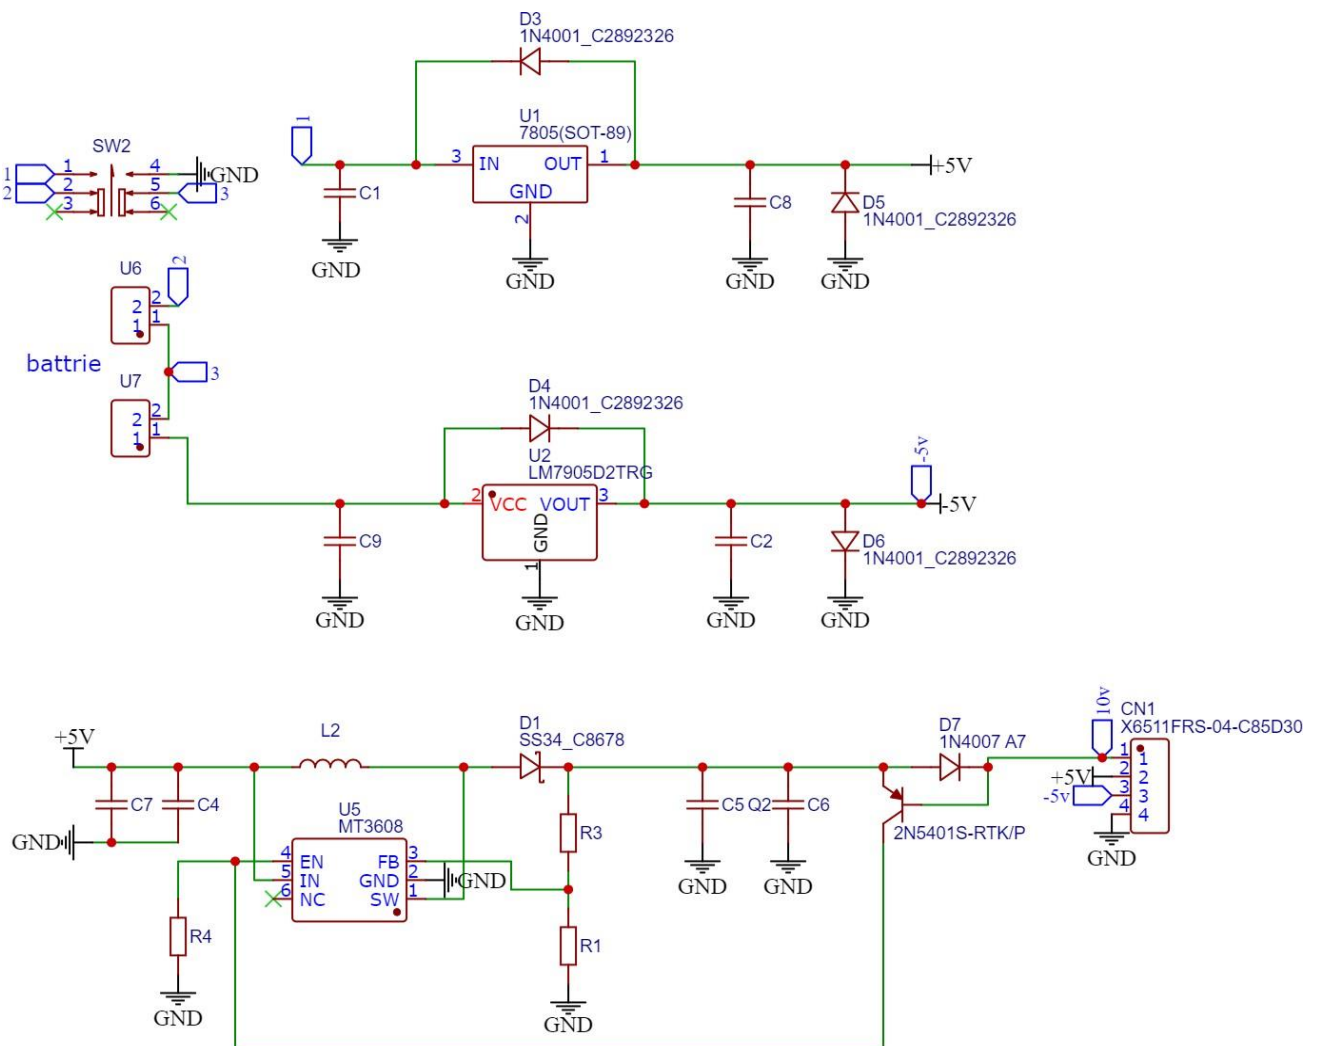 D3
1N4001_C2892326
1
U1
7805(SOT-89)
3 IN OUT 1
GND
2
+5V
C1
C8
D5
1N4001_C2892326
GND
GND
GND
GND
SW2
1 1 4 GND
2 2 5 3
3 6
U6
2
2 2
1 1
battrie
3
U7
2 2
1 1
D4
1N4001_C2892326
U2
LM7905D2TRG
2 VCC VOUT 3
GND
1
-5v
-5V
C9
C2
D6
1N4001_C2892326
GND
GND
GND
GND
+5V
L2
D1
SS34_C8678
D7
1N4007 A7
10v
CN1
X6511FRS-04-C85D30
1 1
+5V 2 2
-5v 3 3
4 4
GND
C7
C4
GND
U5
MT3608
4 EN FB 3
5 IN GND 2 GND
6 NC SW 1
R3
C5
Q2
C6
2N5401S-RTK/P
GND
GND
R4
GND
R1
GND